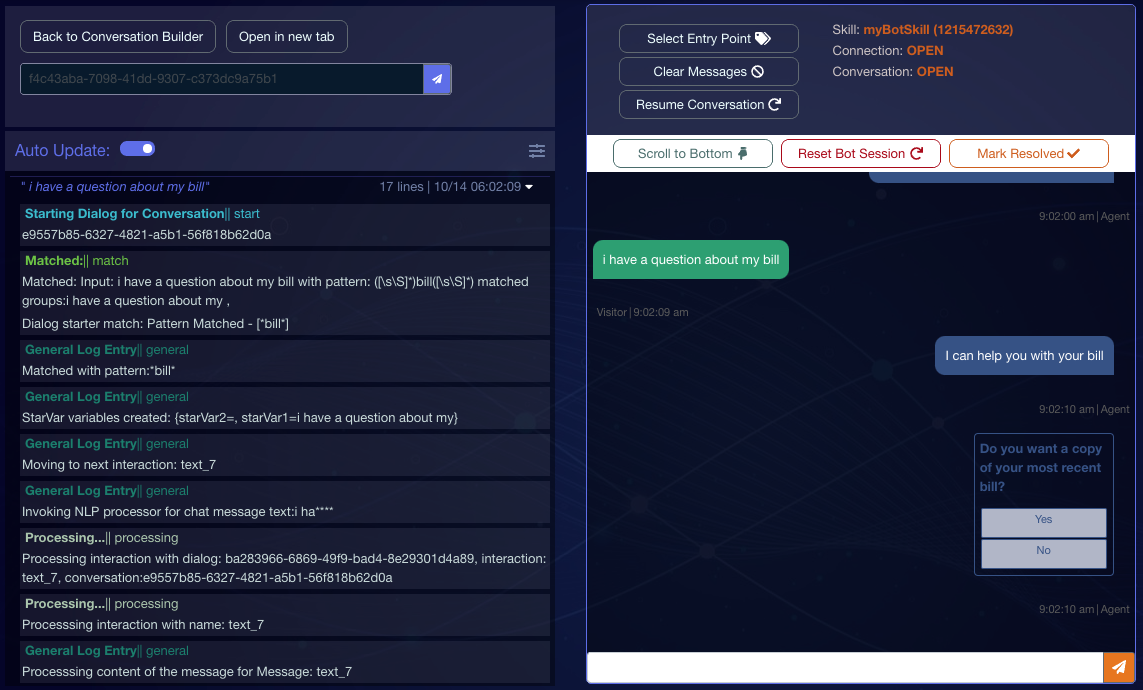 Back to Conversation Builder
Open in new tab
f4c43aba-7098-41dd-9307-c373dc9a75b1
Auto Update:
" i have a question about my bill"
17 lines | 10/14 06:02:09
Starting Dialog for Conversation|| start
e9557b85-6327-4821-a5b1-56f818b62d0a
Matched:|| match
Matched: Input: i have a question about my bill with pattern: ([\s\S]*)bill([\s\S]*) matched
groups:i have a question about my ,
Dialog starter match: Pattern Matched - [*bill*]
General Log Entry|| general
Matched with pattern:*bill*
General Log Entry|| general
StarVar variables created: {starVar2=, starVar1=i have a question about my}
General Log Entry|| general
Moving to next interaction: text_7
General Log Entry|| general
Invoking NLP processor for chat message text:i ha****
Processing...|| processing
Processing interaction with dialog: ba283966-6869-49f9-bad4-8e29301d4a89, interaction:
text_7, conversation:e9557b85-6327-4821-a5b1-56f818b62d0a
Processing...|| processing
Processsing interaction with name: text_7
General Log Entry|| general
Processsing content of the message for Message: text_7
Select Entry Point
Clear Messages
Resume Conversation
Skill: myBotSkill (1215472632)
Connection: OPEN
Conversation: OPEN
Scroll to Bottom
Reset Bot Session
Mark Resolved
9:02:00 am | Agent
i have a question about my bill
Visitor | 9:02:09 am
I can help you with your bill
9:02:10 am | Agent
Do you want a copy
of your most recent
bill?
Yes
No
9:02:10 am | Agent